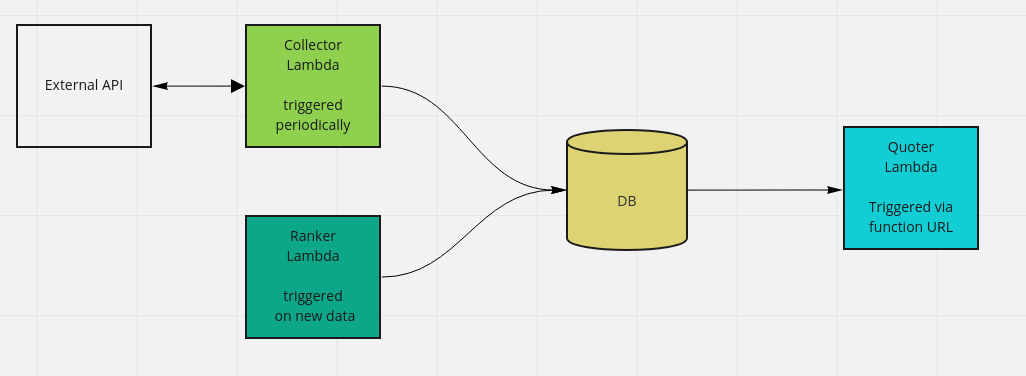 External API
Collector
Lambda
triggered
periodically
Ranker
Lambda
triggered
on new data
DB
Quoter
Lambda
Triggered via
function URL